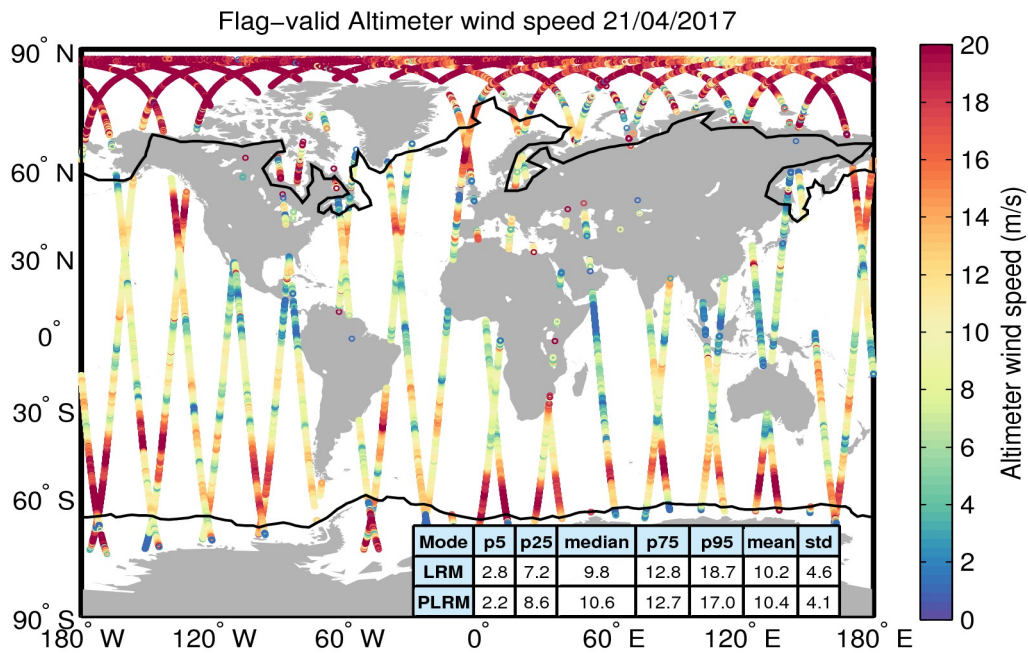 Flag−valid Altimeter wind speed 21/04/2017
90° N
60° N
30° N
0°
30° S
60° S
90° S
180° W
120° W
60° W
0°
60° E
120° E
180° E
Mode p5 p25 median p75 p95 mean std
LRM 2.8 7.2 9.8 12.8 18.7 10.2 4.6
PLRM 2.2 8.6 10.6 12.7 17.0 10.4 4.1
20
18
16
14
12
10
8
6
4
2
0
Altimeter wind speed (m/s)